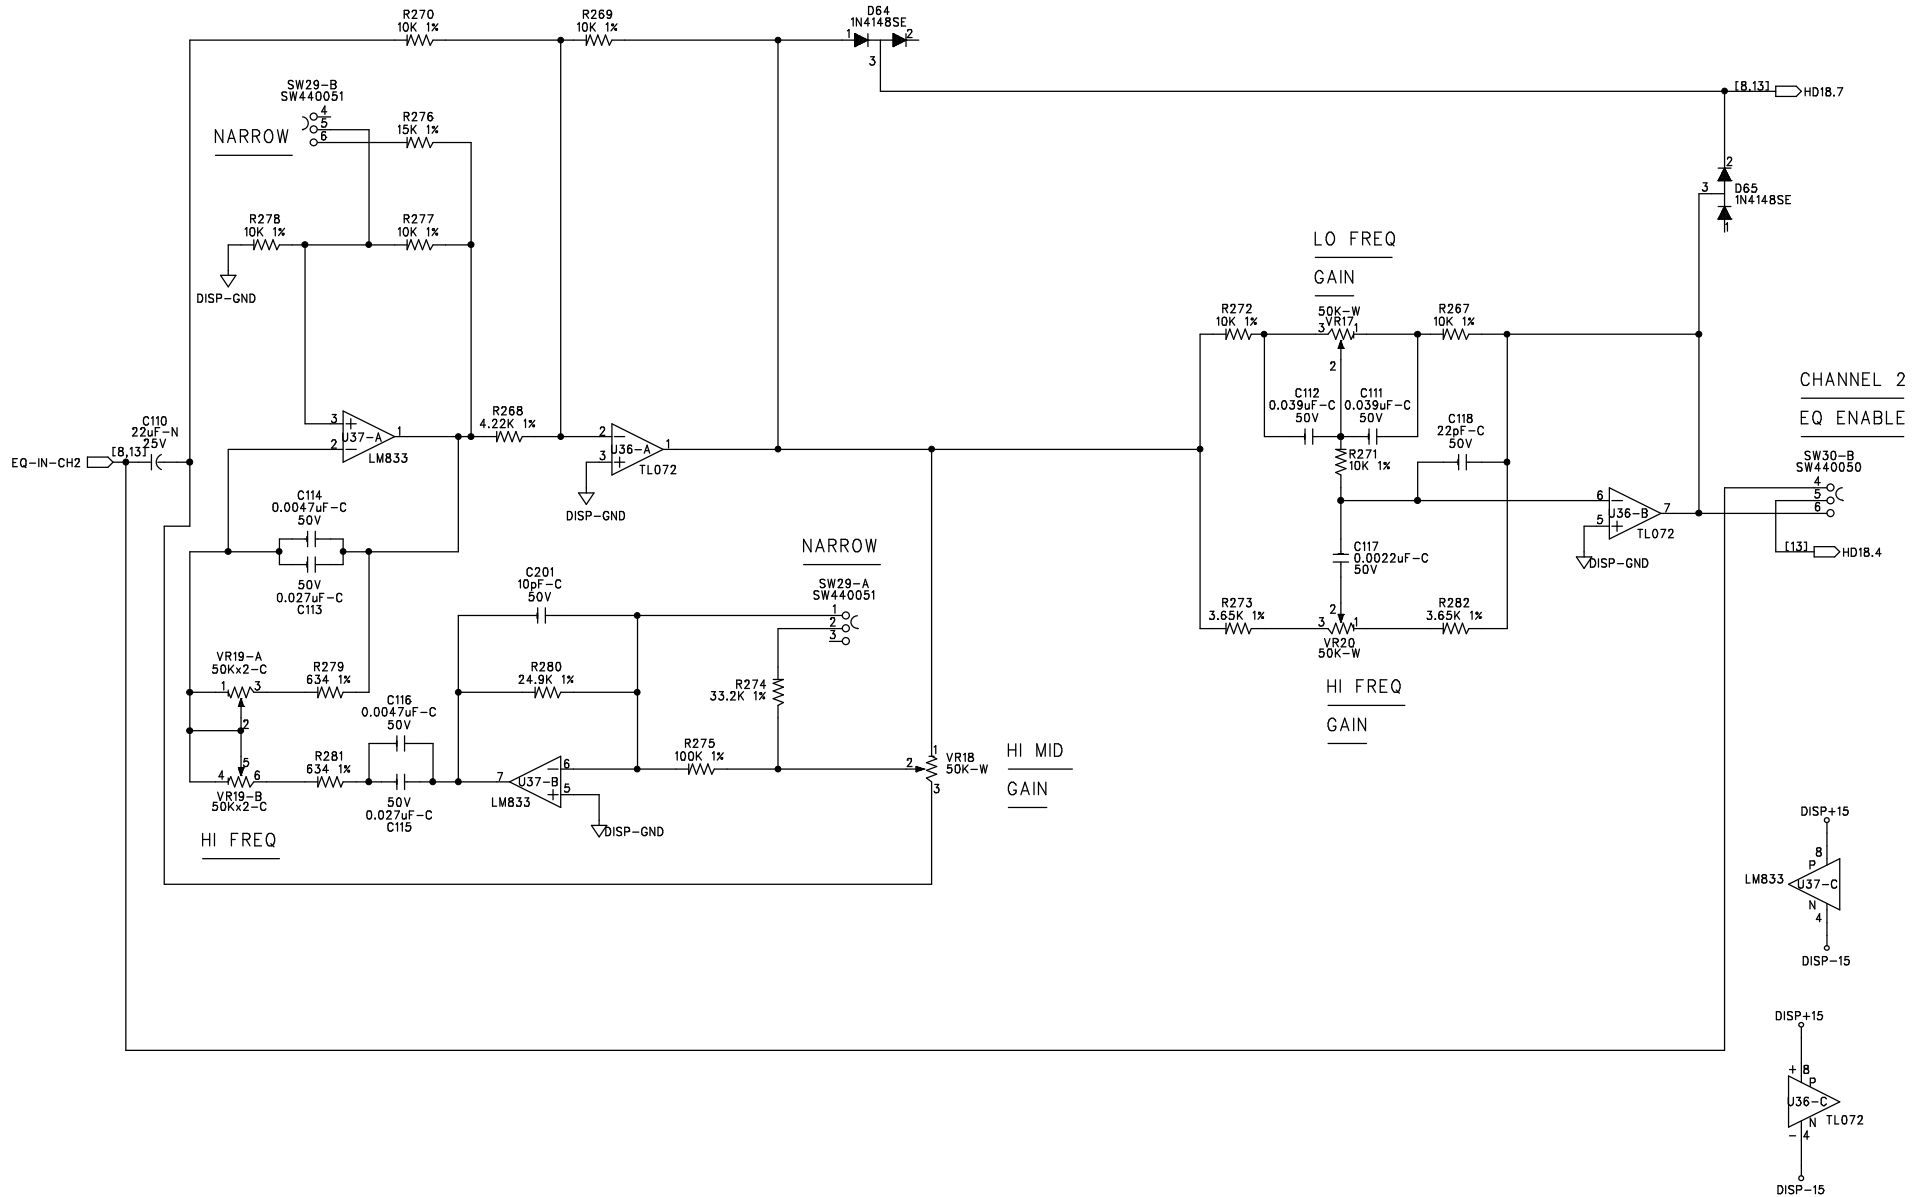 R270
10K 1%
R269
10K 1%
D64
1N4148SE
1
2
3
SW29-B
SW440051
4
5
6
NARROW
R276
15K 1%
[8,13]
HD18.7
2
3
D65
1N4148SE
1
R278
10K 1%
R277
10K 1%
DISP-GND
LO FREQ
GAIN
R272
10K 1%
50K-W
VR17
3
1
2
R267
10K 1%
C112
0.039uF-C
50V
C111
0.039uF-C
50V
C118
22pF-C
50V
R271
10K 1%
CHANNEL 2
EQ ENABLE
SW30-B
SW440050
4
5
6
C110
22uF-N
25V
EQ-IN-CH2
[8,13]
3
+
2
-
U37-A
1
LM833
R268
4.22K 1%
2
-
3
+
U36-A
1
TL072
DISP-GND
6
-
5
+
U36-B
7
TL072
DISP-GND
[13]
HD18.4
C114
0.0047uF-C
50V
50V
0.027uF-C
C113
NARROW
SW29-A
SW440051
1
2
3
C201
10pF-C
50V
C117
0.0022uF-C
50V
R273
3.65K 1%
2
3
1
VR20
50K-W
R282
3.65K 1%
HI FREQ
GAIN
VR19-A
50Kx2-C
1
3
2
R279
634 1%
R280
24.9K 1%
R274
33.2K 1%
C116
0.0047uF-C
50V
5
4
6
VR19-B
50Kx2-C
R281
634 1%
50V
0.027uF-C
C115
HI FREQ
7
U37-B
6
-
5
+
LM833
DISP-GND
R275
100K 1%
1
2
3
VR18
50K-W
HI MID
GAIN
DISP+15
8
P
LM833
U37-C
N
4
DISP-15
DISP+15
+
8
P
U36-C
N
TL072
-
4
DISP-15